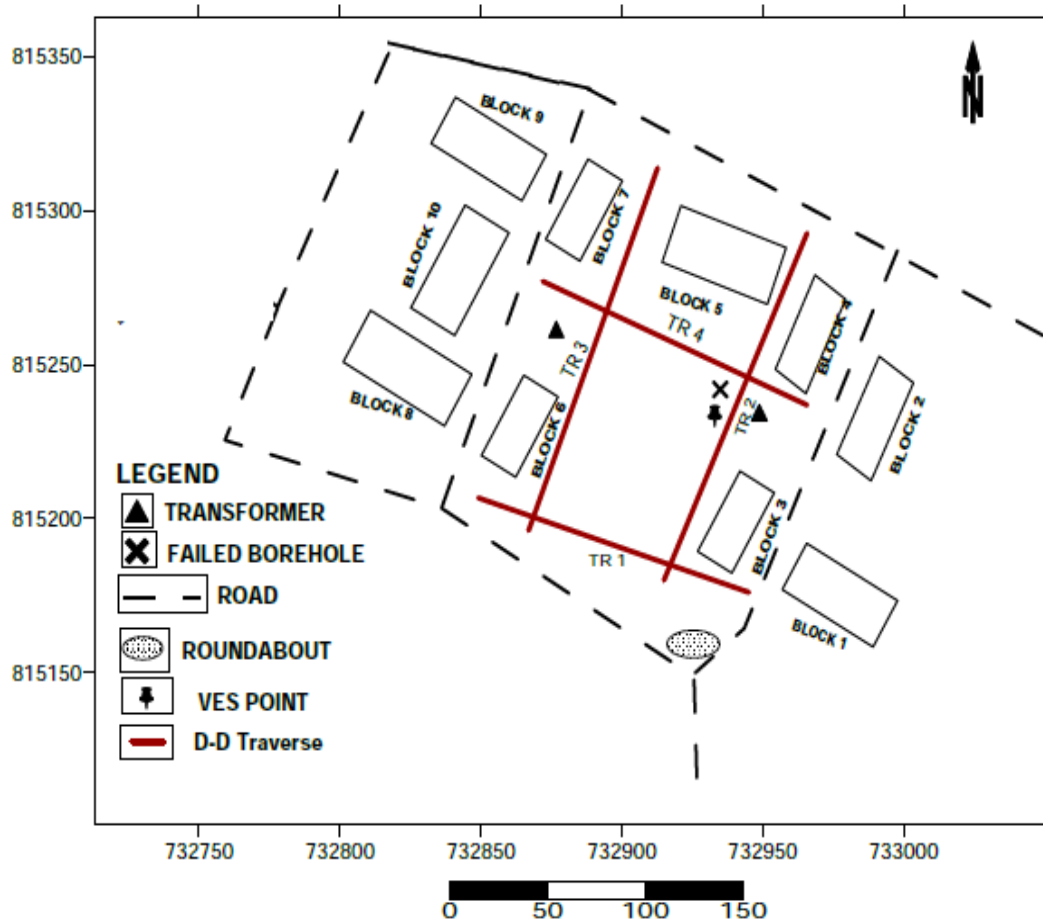 815350
815300
815250
815200
815150
N
BLOCK 9
BLOCK 7
BLOCK 10
BLOCK 5
BLOCK 4
TR 4
TR 3
BLOCK 8
BLOCK 6
TR 2
BLOCK 2
BLOCK 3
TR 1
BLOCK 1
LEGEND
TRANSFORMER
FAILED BOREHOLE
ROAD
ROUNDABOUT
VES POINT
D-D Traverse
732750
732800
732850
732900
732950
733000
0
50
100
150